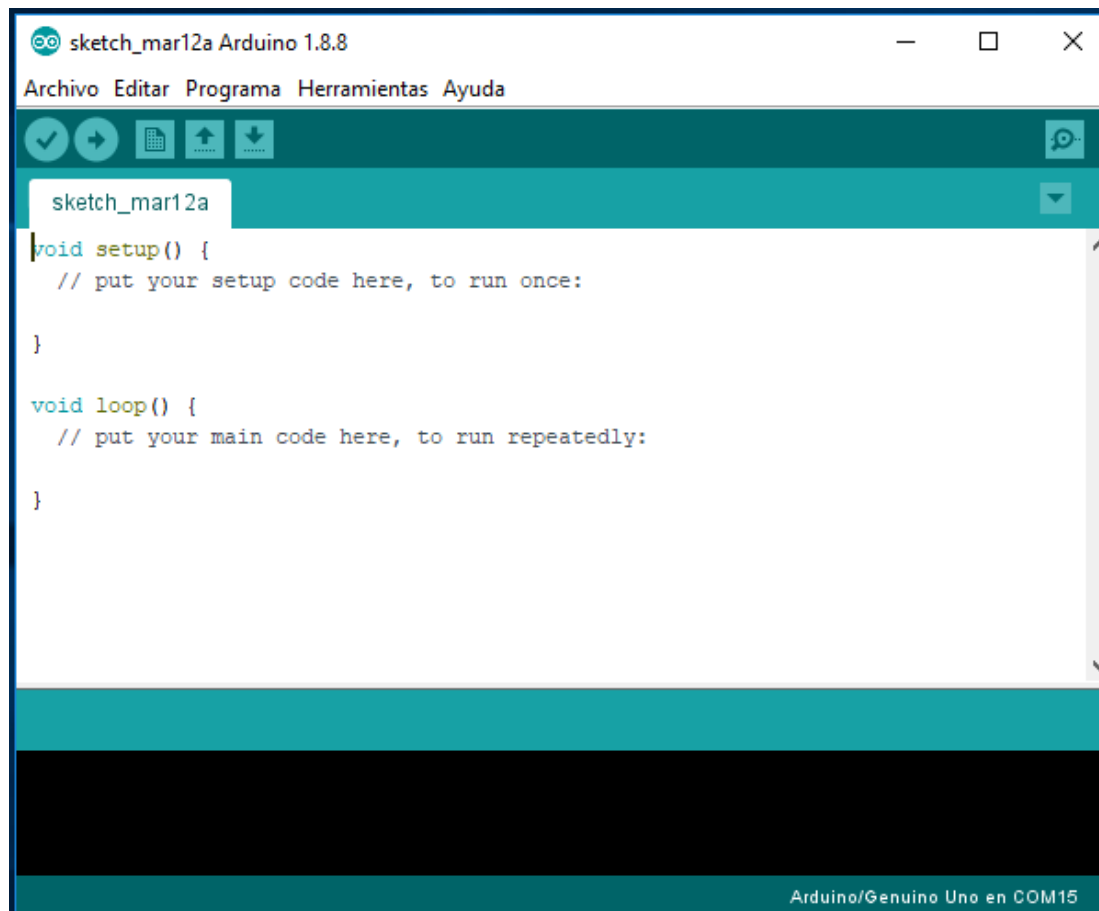 sketch_mar12a Arduino 1.8.8
Archivo Editar Programa Herramientas Ayuda
sketch_mar12a
void setup() {
  // put your setup code here, to run once:
}
void loop() {
  // put your main code here, to run repeatedly:
}
Arduino/Genuino Uno en COM15